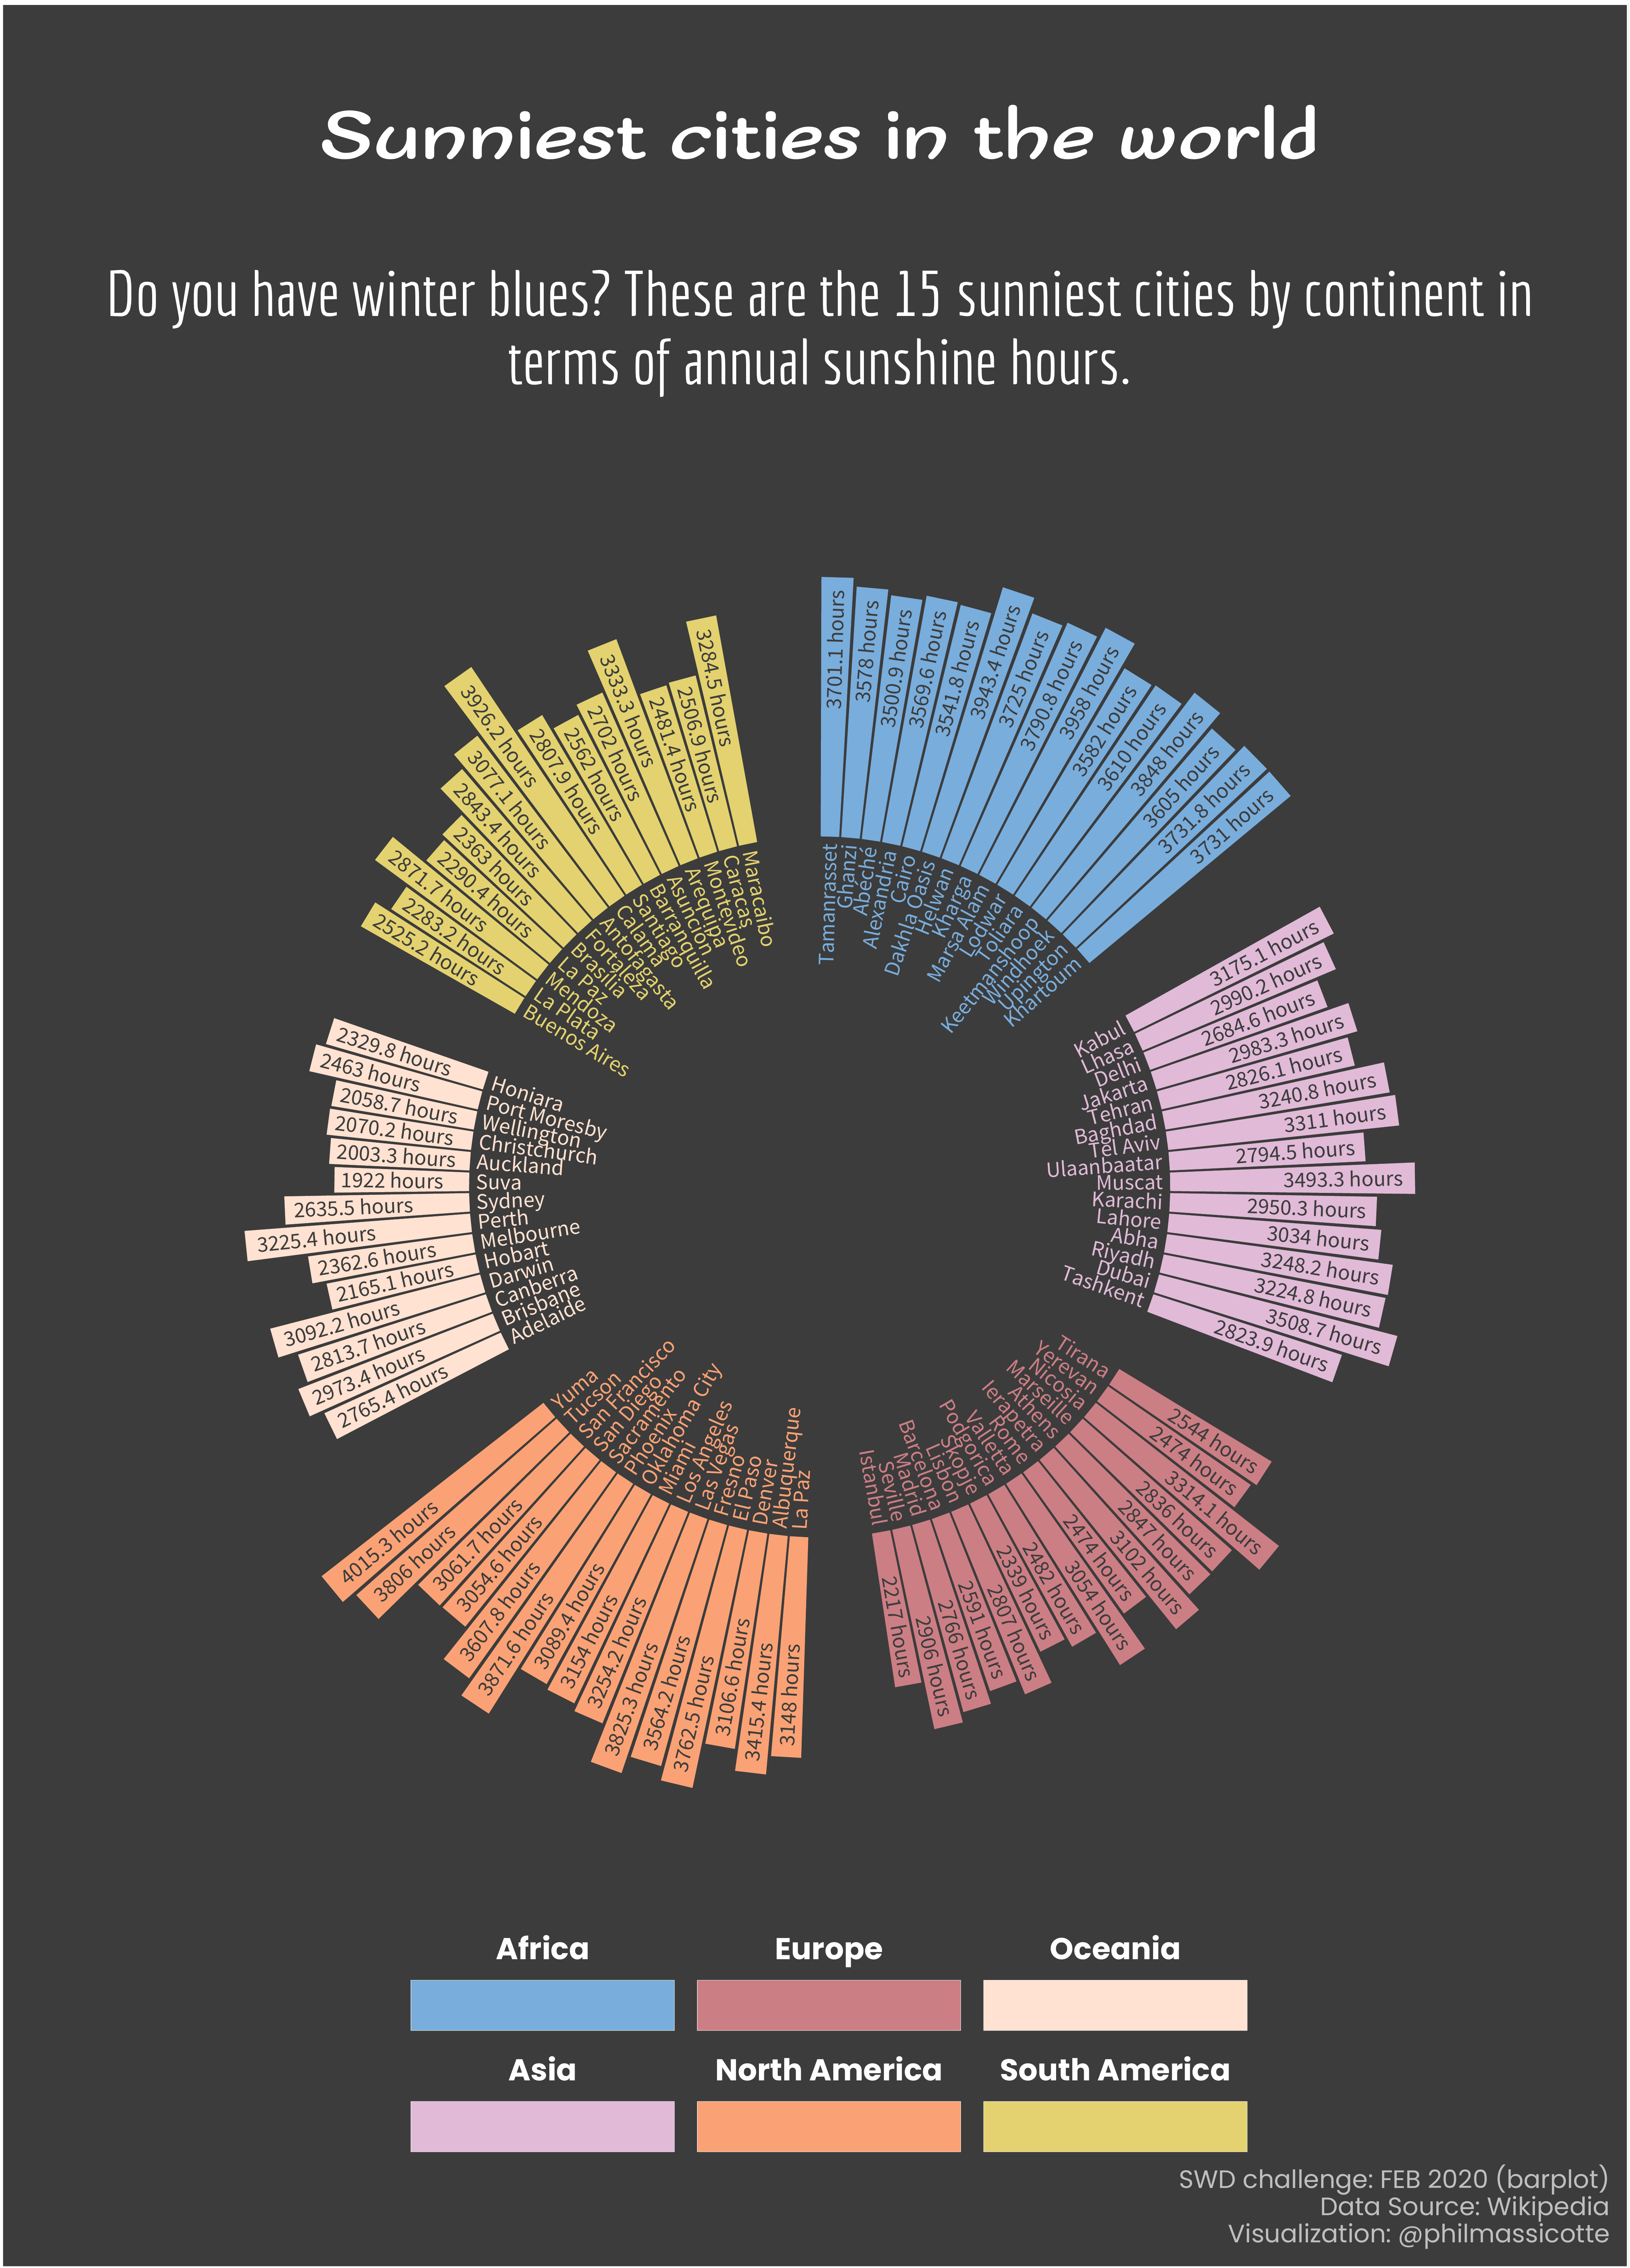 Sunniest cities in the world
Do you have winter blues? These are the 15 sunniest cities by continent in
terms of annual sunshine hours.
Tamanrasset
3701.1 hours
Ghanzi
3578 hours
Abéché
3500.9 hours
Alexandria
3569.6 hours
Cairo
3541.8 hours
Dakhla Oasis
3943.4 hours
Helwan
3725 hours
Kharga
3790.8 hours
Marsa Alam
3958 hours
Lodwar
3582 hours
Toliara
3610 hours
Keetmanshoop
3848 hours
Windhoek
3605 hours
Upington
3731.8 hours
Khartoum
3731 hours
Kabul
3175.1 hours
Lhasa
2990.2 hours
Delhi
2684.6 hours
Jakarta
2983.3 hours
Tehran
2826.1 hours
Baghdad
3240.8 hours
Tel Aviv
3311 hours
Ulaanbaatar
2794.5 hours
Muscat
3493.3 hours
Karachi
2950.3 hours
Lahore
3034 hours
Abha
3248.2 hours
Riyadh
3224.8 hours
Dubai
3508.7 hours
Tashkent
2823.9 hours
Tirana
2544 hours
Yerevan
2474 hours
Nicosia
3314.1 hours
Marseille
2836 hours
Athens
2847 hours
Ierapetra
3102 hours
Rome
2474 hours
Valletta
3054 hours
Podgorica
2482 hours
Skopje
2339 hours
Lisbon
2807 hours
Barcelona
2591 hours
Madrid
2766 hours
Seville
2906 hours
Istanbul
2217 hours
La Paz
3148 hours
Albuquerque
3415.4 hours
Denver
3106.6 hours
El Paso
3762.5 hours
Fresno
3564.2 hours
Las Vegas
3825.3 hours
Los Angeles
3254.2 hours
Miami
3154 hours
Oklahoma City
3089.4 hours
Phoenix
3871.6 hours
Sacramento
3607.8 hours
San Diego
3054.6 hours
San Francisco
3061.7 hours
Tucson
3806 hours
Yuma
4015.3 hours
Adelaide
2765.4 hours
Brisbane
2973.4 hours
Canberra
2813.7 hours
Darwin
3092.2 hours
Hobart
2165.1 hours
Melbourne
2362.6 hours
Perth
3225.4 hours
Sydney
2635.5 hours
Suva
1922 hours
Auckland
2003.3 hours
Christchurch
2070.2 hours
Wellington
2058.7 hours
Port Moresby
2463 hours
Honiara
2329.8 hours
Buenos Aires
2525.2 hours
La Plata
2283.2 hours
Mendoza
2871.7 hours
La Paz
2290.4 hours
Brasília
2363 hours
Fortaleza
2843.4 hours
Antofagasta
3077.1 hours
Calama
3926.2 hours
Santiago
2807.9 hours
Barranquilla
2562 hours
Asunción
2702 hours
Arequipa
3333.3 hours
Montevideo
2481.4 hours
Caracas
2506.9 hours
Maracaibo
3284.5 hours
Africa
Europe
Oceania
Asia
North America
South America
SWD challenge: FEB 2020 (barplot)
Data Source: Wikipedia
Visualization: @philmassicotte